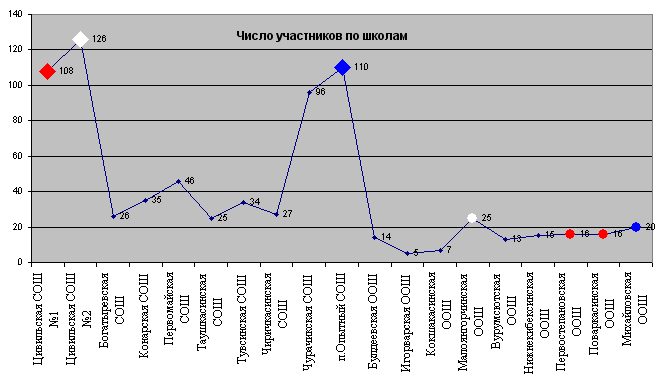 Число участников по школам
140
120
100
80
60
40
20
0
108
126
26
35
46
25
34
27
96
110
14
5
7
25
13
15
16
16
20
Цивильская СОШ
№1
Цивильская СОШ
№2
Богатыревская
СОШ
Конарская СОШ
Первомайская
СОШ
Таушкасинская
СОШ
Тувсинская СОШ
Чиричкасинская
СОШ
Чурачикская СОШ
п.Опытный СОШ
Булдеевская ООШ
Игорварская ООШ
Кокшакасинская
ООШ
Малоянгорчинская
ООШ
Вурумсютская
ООШ
Нижнекибексинская
ООШ
Первостепановская
ООШ
Поваркасинская
ООШ
Михайловская
ООШ